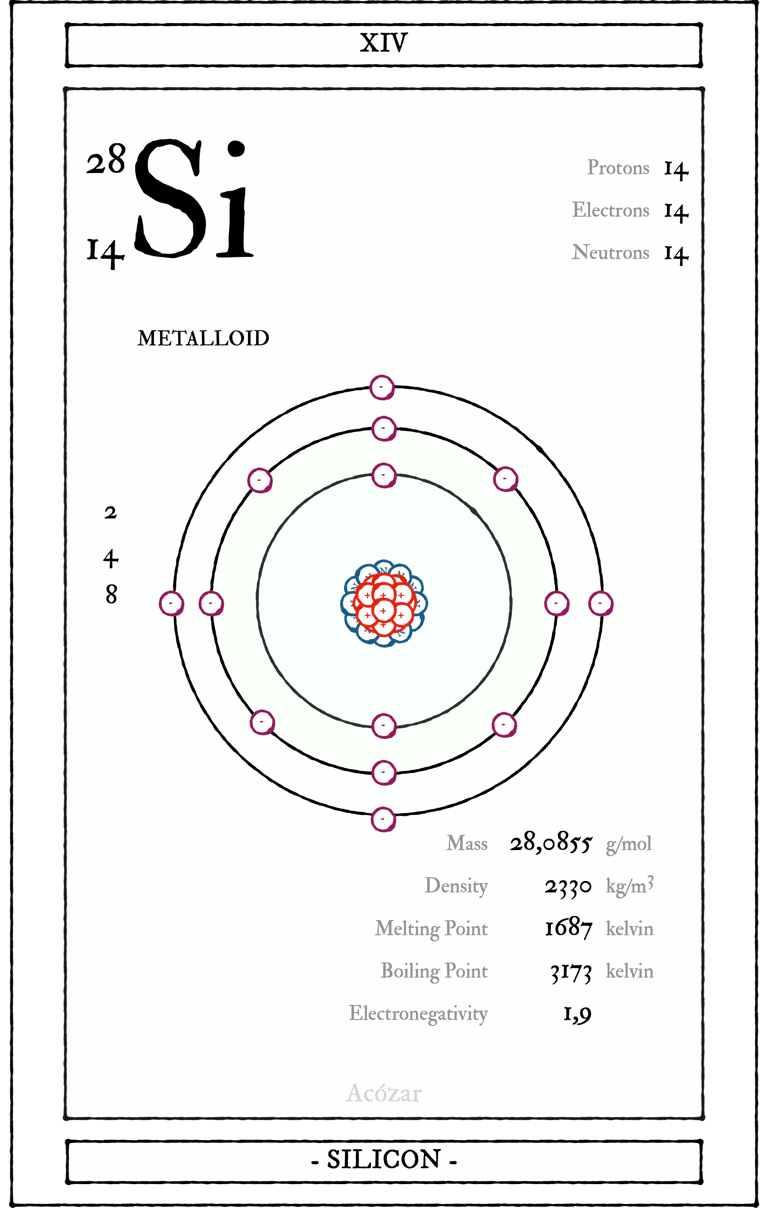 XIV
28
14
Si
Protons 14
Electrons 14
Neutrons 14
METALLOID
2
4
8
Mass 28,0855 g/mol
Density 2330 kg/m³
Melting Point 1687 kelvin
Boiling Point 3173 kelvin
Electronegativity 1,9
Acózar
- SILICON -